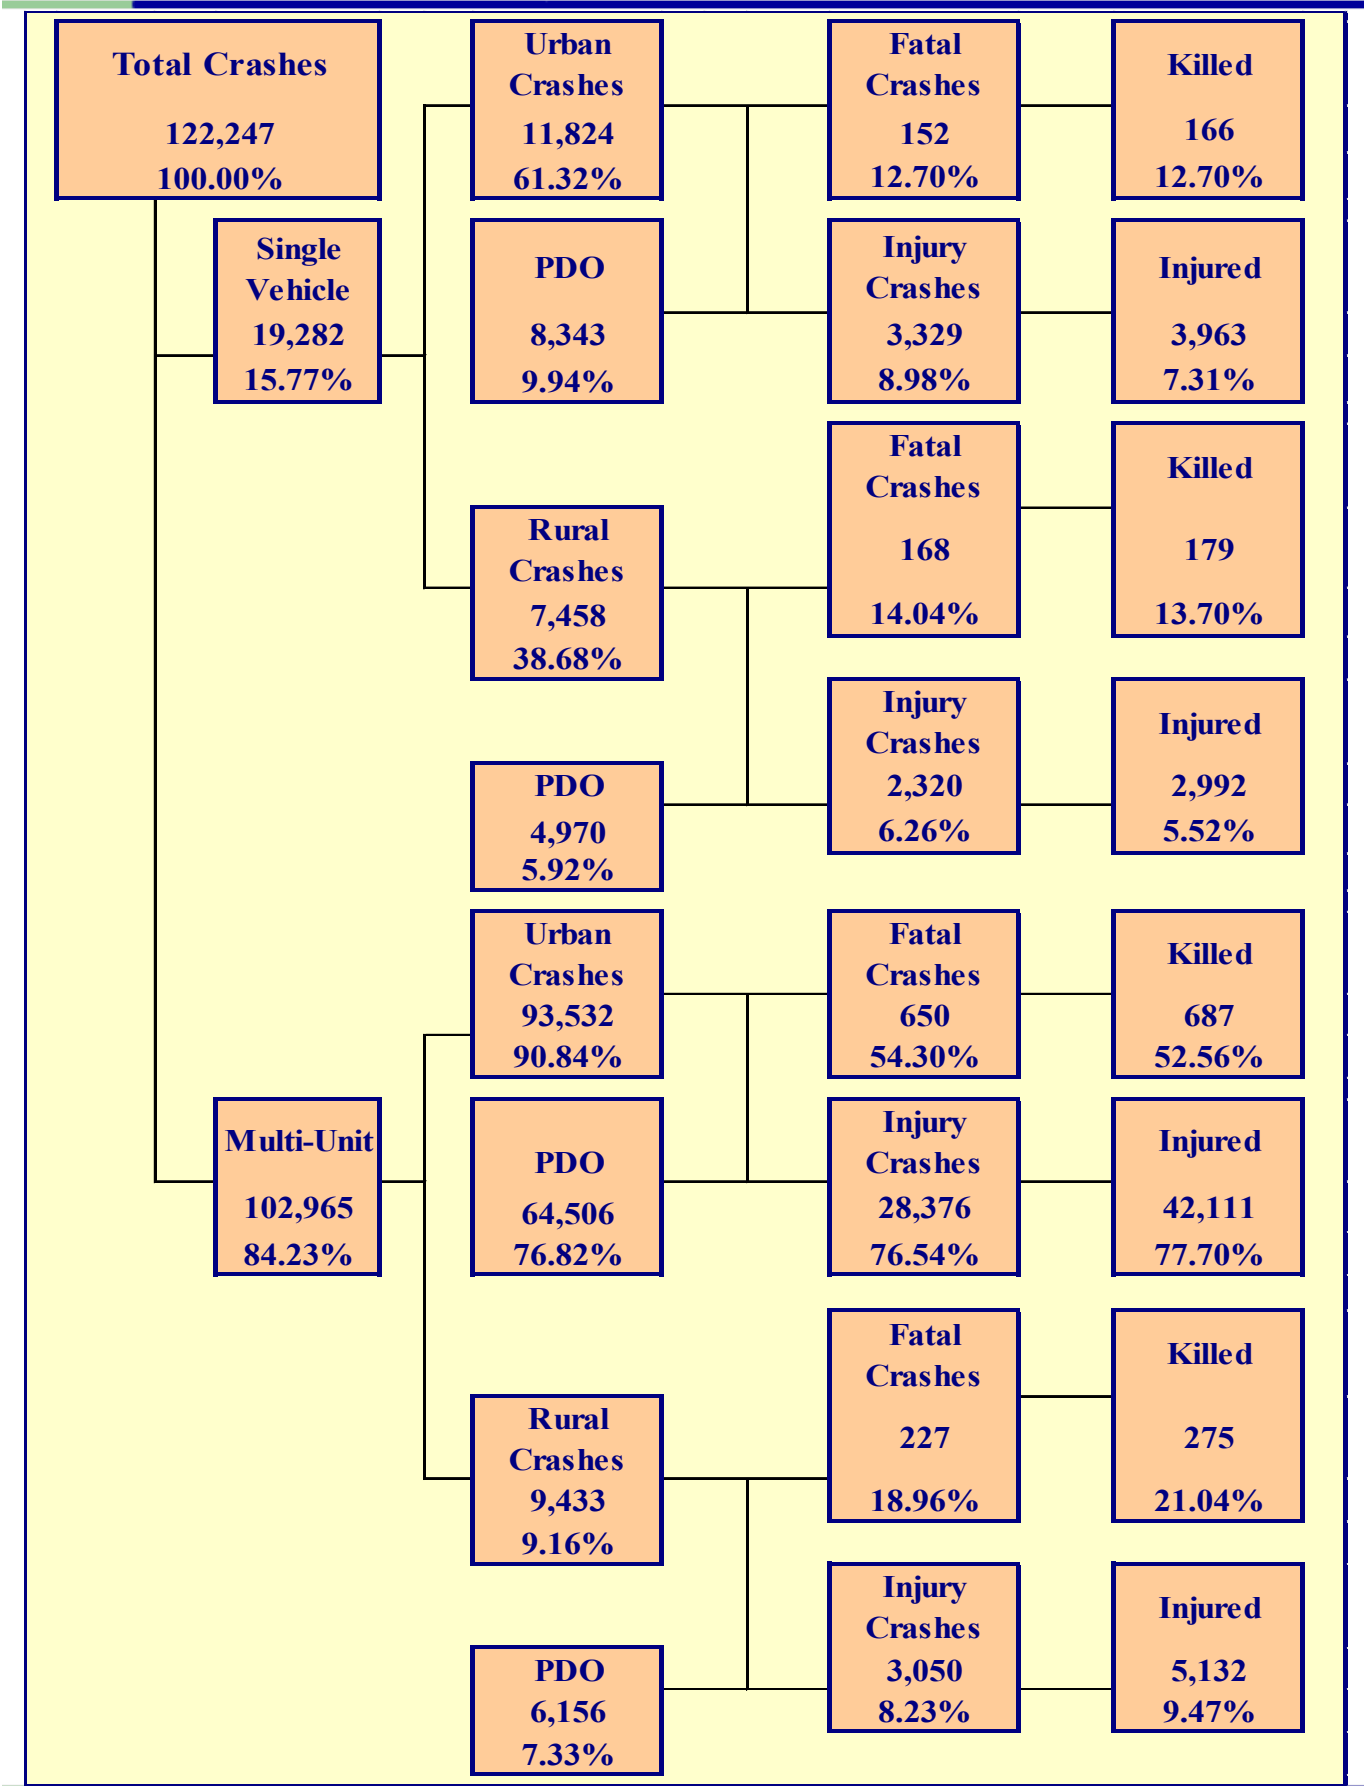 Total Crashes
122,247
100.00%
Single
Vehicle
19,282
15.77%
Urban
Crashes
11,824
61.32%
Fatal
Crashes
152
12.70%
Killed
166
12.70%
PDO
8,343
9.94%
Injury
Crashes
3,329
8.98%
Injured
3,963
7.31%
Rural
Crashes
7,458
38.68%
Fatal
Crashes
168
14.04%
Killed
179
13.70%
PDO
4,970
5.92%
Injury
Crashes
2,320
6.26%
Injured
2,992
5.52%
Multi-Unit
102,965
84.23%
Urban
Crashes
93,532
90.84%
Fatal
Crashes
650
54.30%
Killed
687
52.56%
PDO
64,506
76.82%
Injury
Crashes
28,376
76.54%
Injured
42,111
77.70%
Rural
Crashes
9,433
9.16%
Fatal
Crashes
227
18.96%
Killed
275
21.04%
PDO
6,156
7.33%
Injury
Crashes
3,050
8.23%
Injured
5,132
9.47%